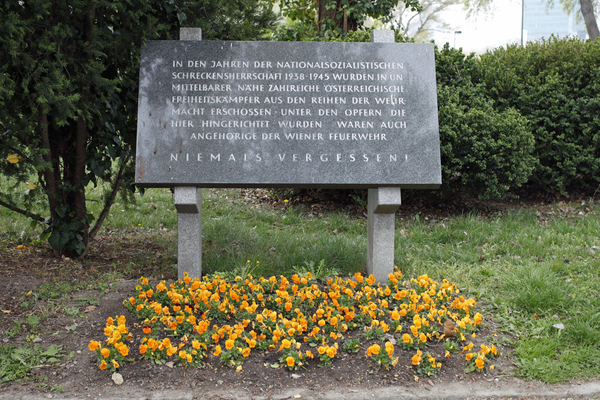 IN DEN JAHREN DER NATIONALSOZIALISTISCHEN
SCHRECKENSHERRSCHAFT 1938-1945 WURDEN IN UN
MITTELBARER NÄHE ZAHLREICHE ÖSTERREICHISCHE
FREIHEITSKÄMPFER AUS DEN REIHEN DER WEHR
MACHT ERSCHOSSEN · UNTER DEN OPFERN DIE
HIER HINGERICHTET WURDEN · WAREN AUCH
ANGEHÖRIGE DER WIENER FEUERWEHR
NIEMALS VERGESSEN!